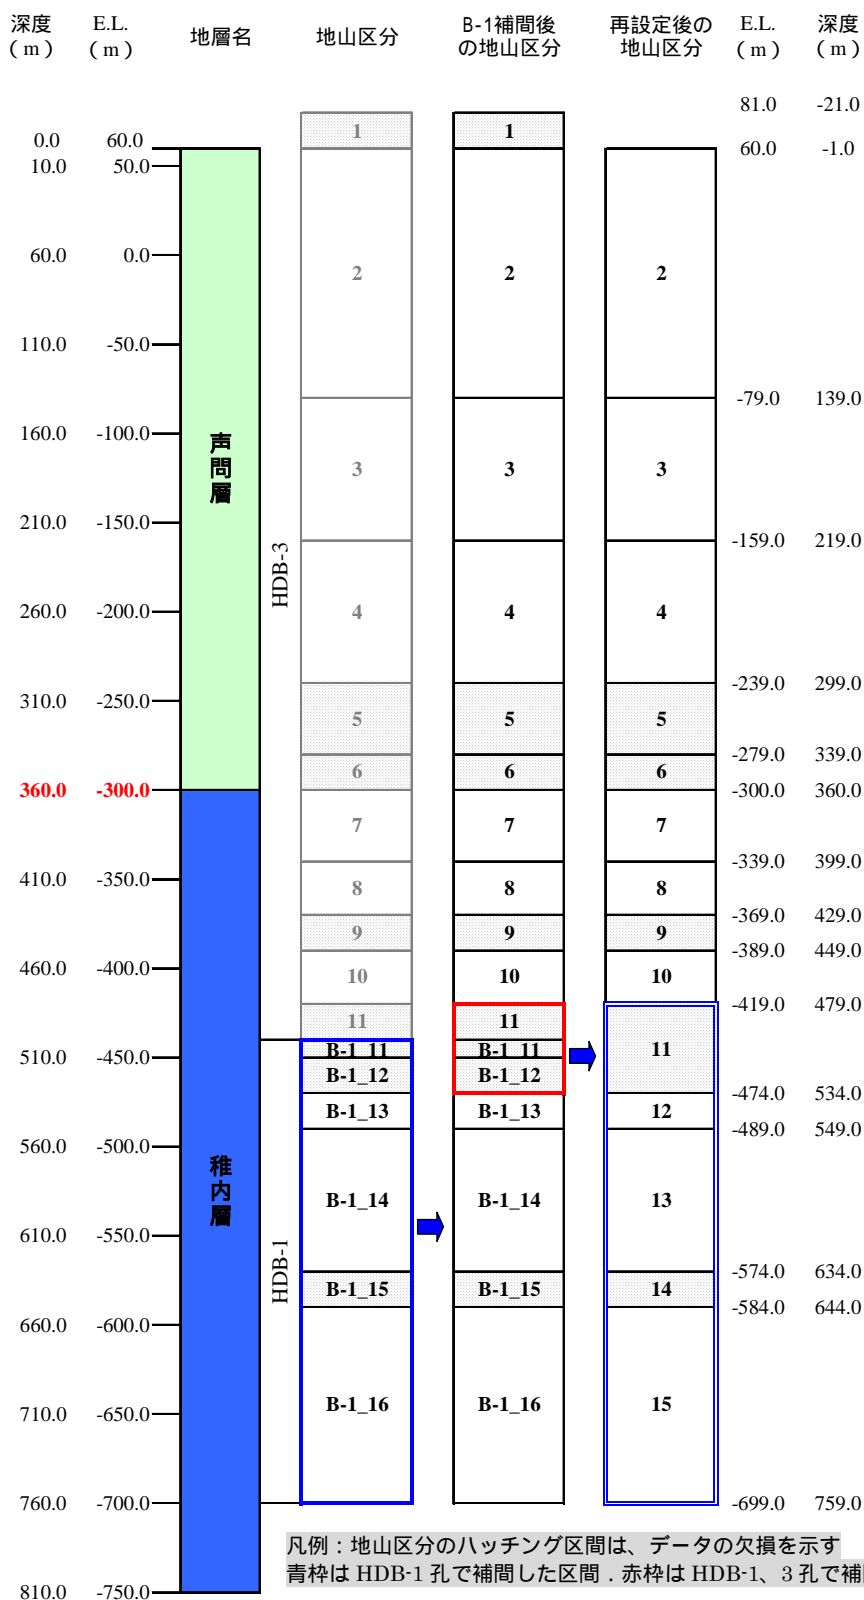 深度
（ｍ）
E.L.
（ｍ）
地層名
地山区分
B-1補間後
の地山区分
再設定後の
地山区分
E.L.
（ｍ）
深度
（ｍ）
81.0 -21.0
1 1
0.0 60.0
60.0 -1.0
10.0 50.0
60.0 0.0
2 2 2
110.0 -50.0
-79.0 139.0
160.0 -100.0
声問層
3 3 3
210.0 -150.0
-159.0 219.0
HDB-3
260.0 -200.0
4 4 4
-239.0 299.0
310.0 -250.0
5 5 5
-279.0 339.0
6 6 6
360.0 -300.0
-300.0 360.0
7 7 7
-339.0 399.0
410.0 -350.0
8 8 8
-369.0 429.0
9 9 9
-389.0 449.0
460.0 -400.0
10 10 10
-419.0 479.0
11 11
B-1_11 B-1_11 11
510.0 -450.0
B-1_12 B-1_12
-474.0 534.0
B-1_13 B-1_13 12
-489.0 549.0
560.0 -500.0
稚内層
B-1_14 B-1_14 13
610.0 -550.0
HDB-1
-574.0 634.0
B-1_15 B-1_15 14
-584.0 644.0
660.0 -600.0
B-1_16 B-1_16 15
710.0 -650.0
760.0 -700.0
-699.0 759.0
凡例：地山区分のハッチング区間は、データの欠損を示す
青枠は HDB-1 孔で補間した区間．赤枠は HDB-1、3 孔で補
810.0 -750.0